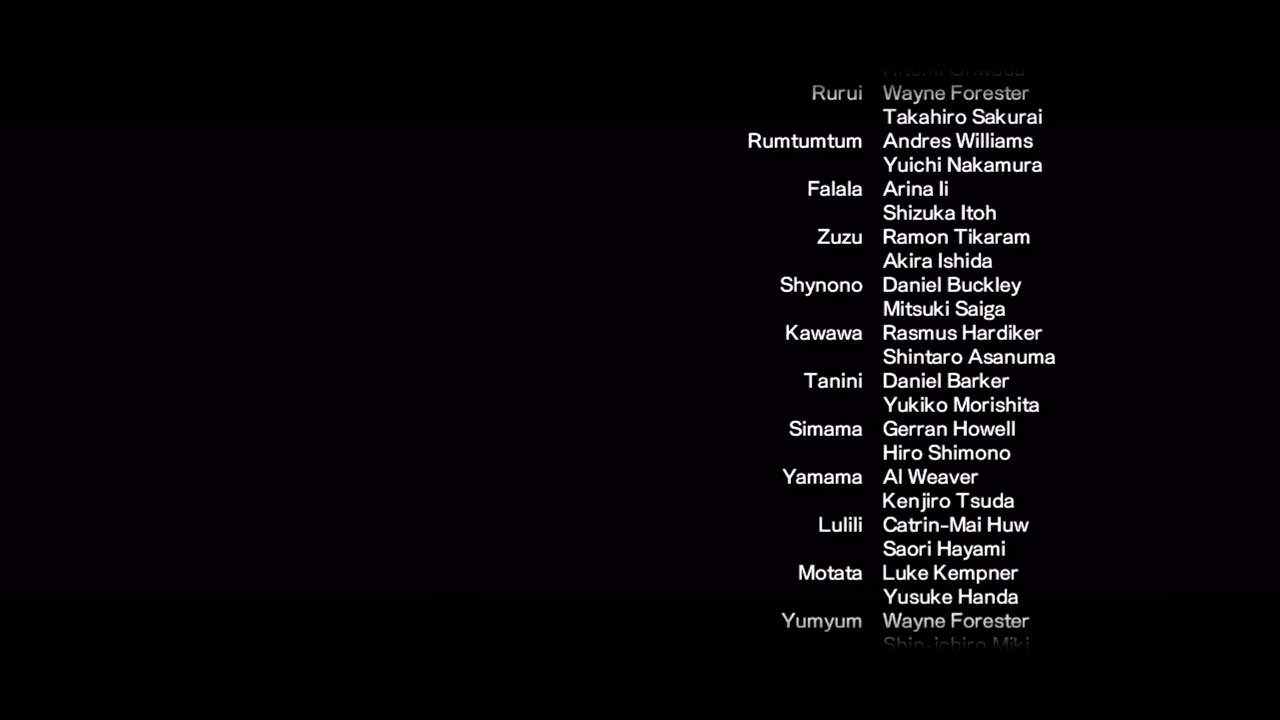 Rurui Wayne Forester
Takahiro Sakurai
Rumtumtum Andres Williams
Yuichi Nakamura
Falala Arina Ii
Shizuka Itoh
Zuzu Ramon Tikaram
Akira Ishida
Shynono Daniel Buckley
Mitsuki Saiga
Kawawa Rasmus Hardiker
Shintaro Asanuma
Tanini Daniel Barker
Yukiko Morishita
Simama Gerran Howell
Hiro Shimono
Yamama Al Weaver
Kenjiro Tsuda
Lulili Catrin-Mai Huw
Saori Hayami
Motata Luke Kempner
Yusuke Handa
Yumyum Wayne Forester
Shin-ichiro Miki